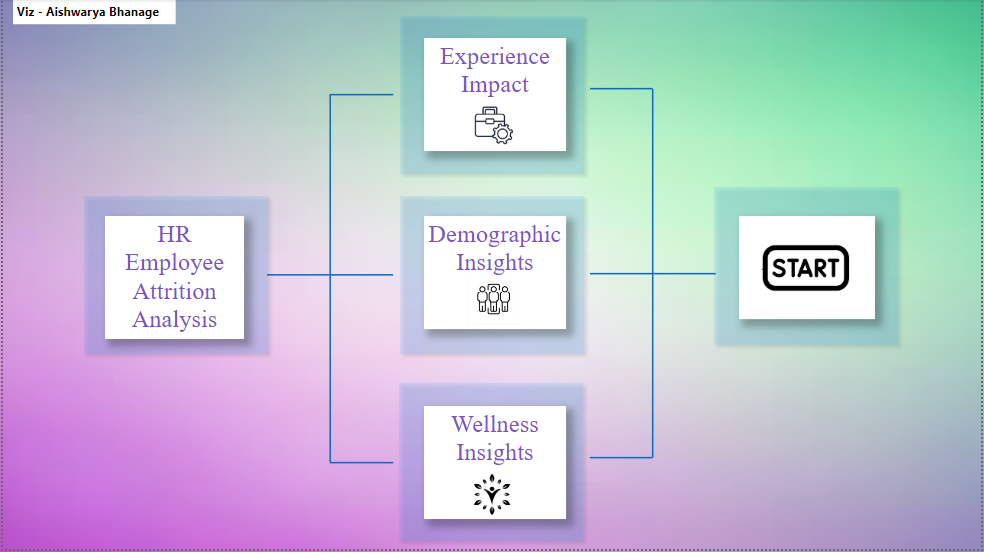 Viz - Aishwarya Bhanage
HR
Employee
Attrition
Analysis
Experience
Impact
Demographic
Insights
Wellness
Insights
START